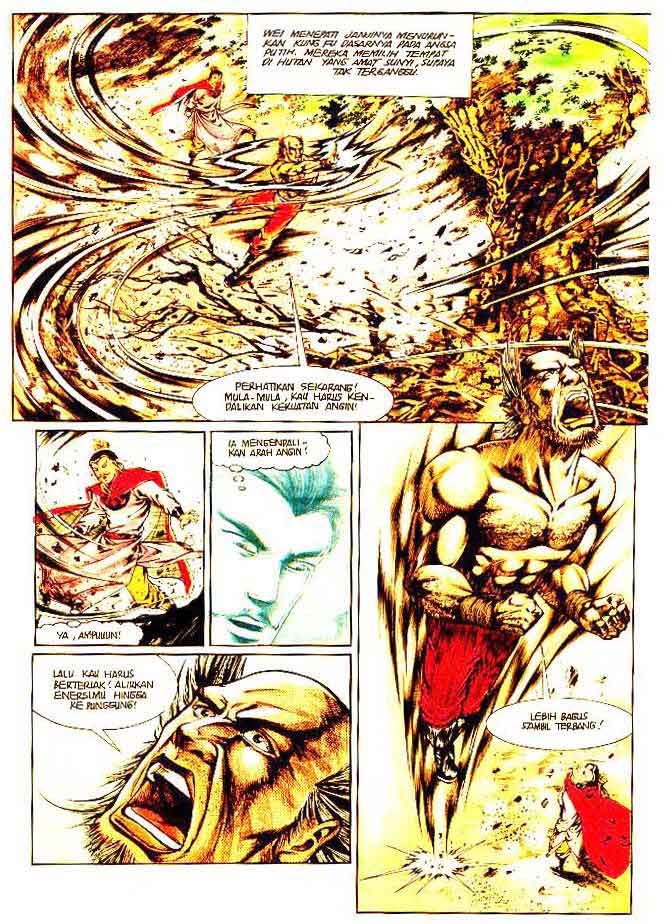 WEI MENEPATI JANJINYA MENURUN-
KAN KUNG FU DASARNYA PADA ANGSA
PUTIH. MEREKA MEMILIH TEMPAT
DI HUTAN YANG AMAT SUNYI, SUPAYA
TAK TERGANGGU.
PERHATIKAN SEKARANG!
MULA-MULA, KAU HARUS KEN-
DALIKAN KEKUATAN ANGIN!
YA, AMPUUUN!
IA MENGENDALI-
KAN ARAH ANGIN!
LALU KAU HARUS
BERTERIAK! ALIRKAN
ENERSIMU HINGGA
KE PUNGGUNG!
LEBIH BAGUS
SAMBIL TERBANG!